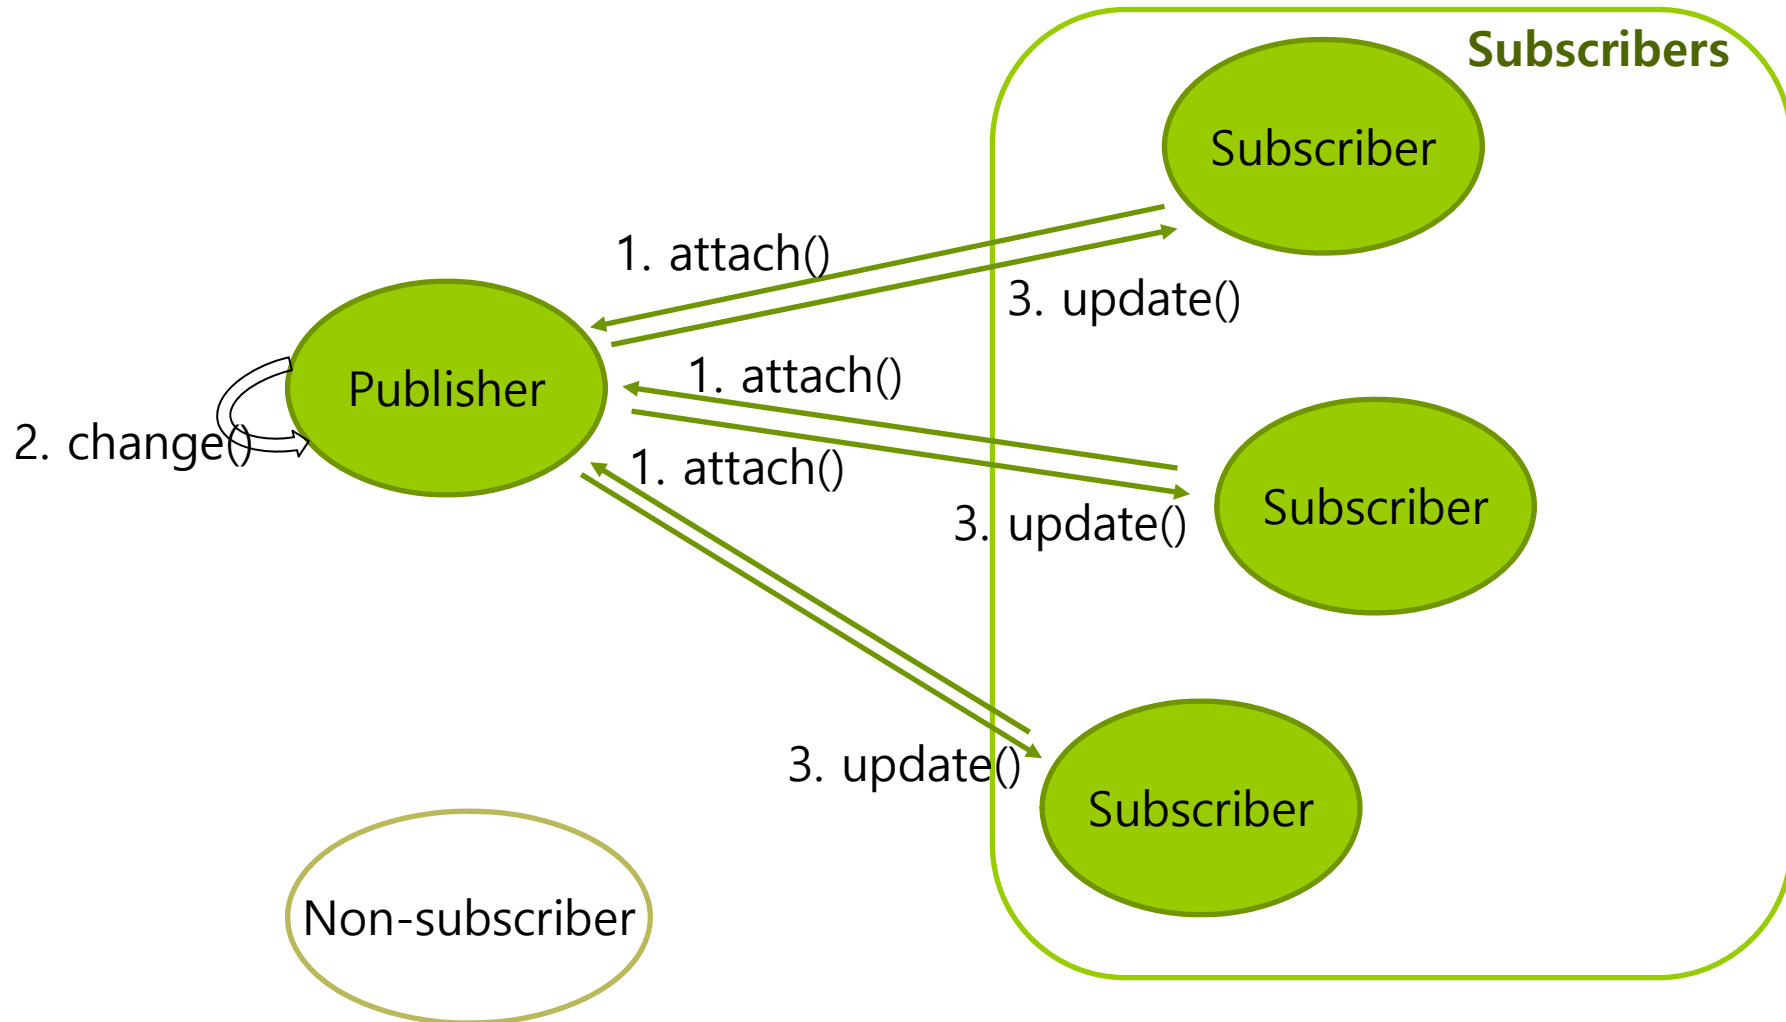 Subscribers
Subscriber
1. attach()
3. update()
Publisher
1. attach()
2. change()
1. attach()
3. update()
Subscriber
3. update()
Subscriber
Non-subscriber